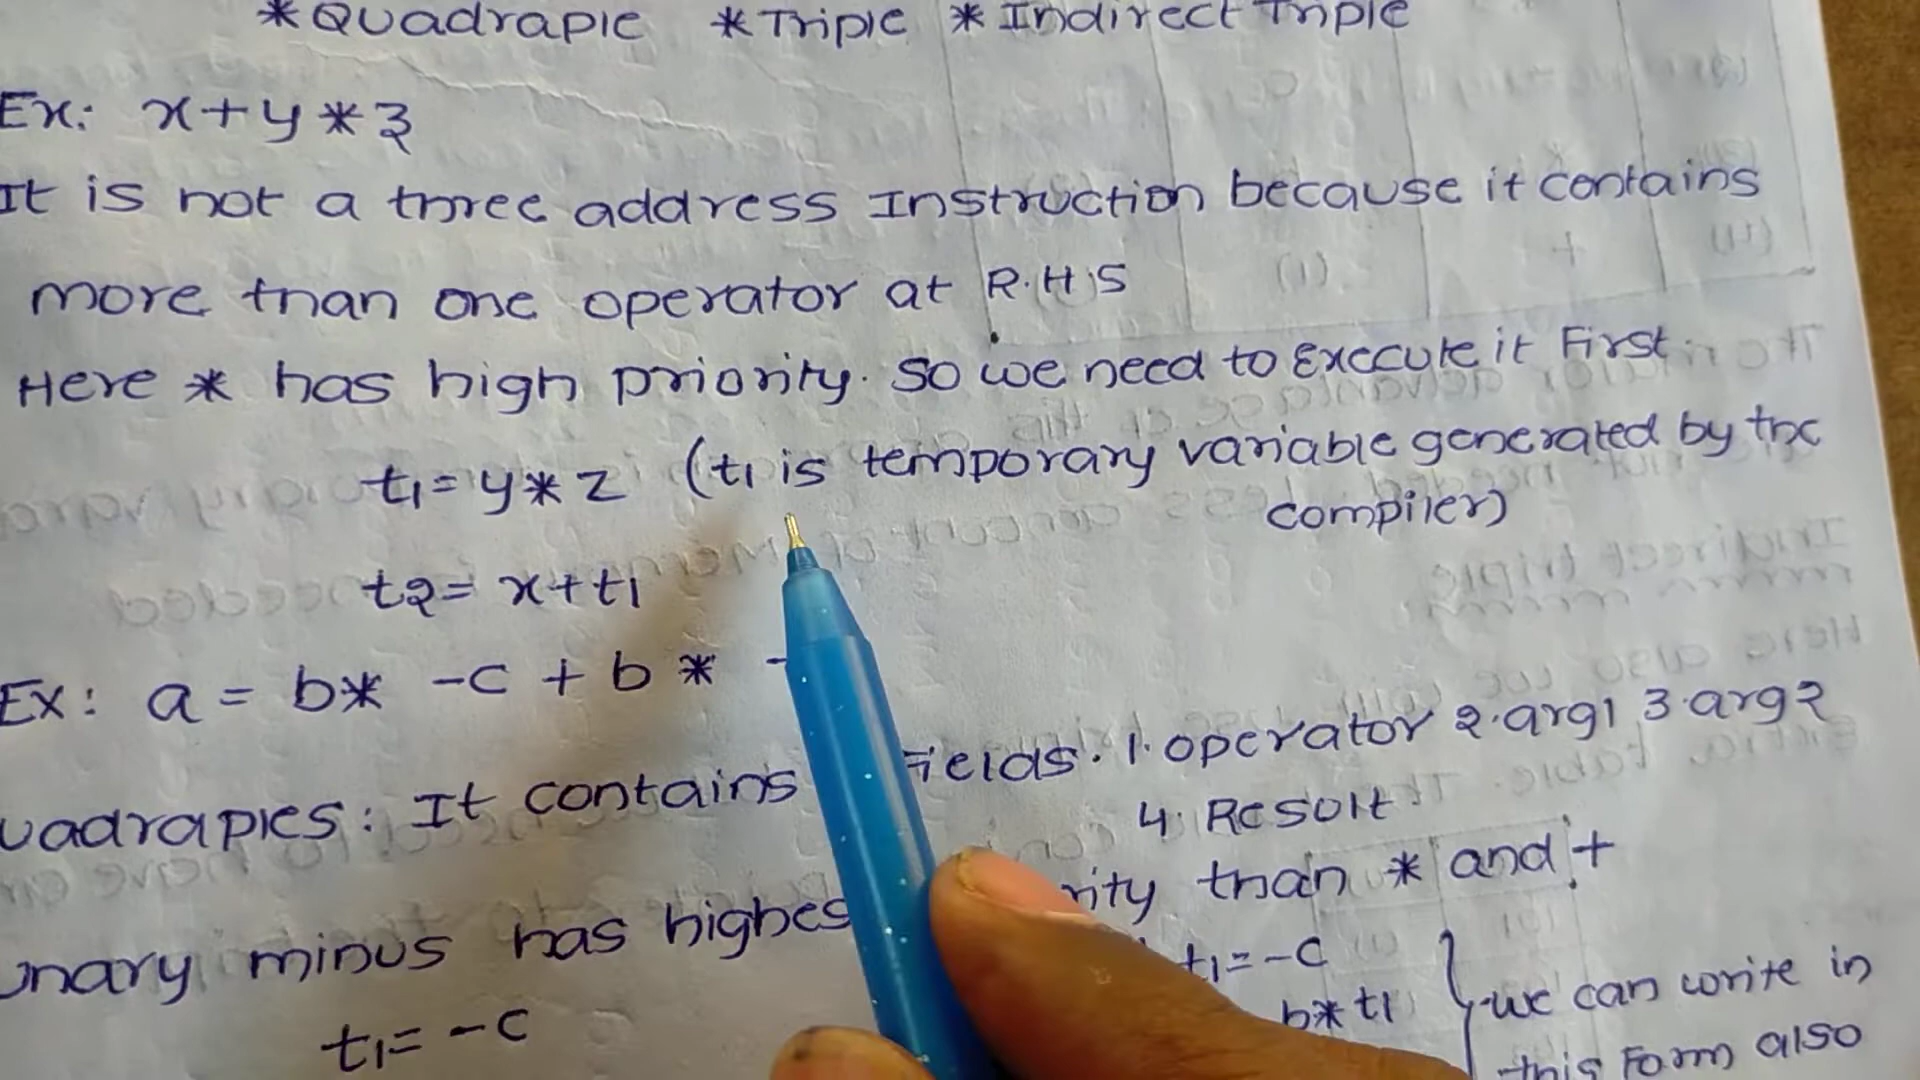 *Quadraple *Triple *Indirect Triple
Ex: x+y*z
It is not a three address Instruction because it contains
more than one operator at R.H.S
Here * has high priority. So we need to Execute it First.
t1=y*z (t1 is temporary variable generated by the
compiler)
t2= x+t1
Ex: a = b* -c + b * -
uadraples: It contains Fields. 1. operator 2.arg1 3.arg2
4. Result
unary minus has highes rity than * and +
t1=-c
b*t1
we can write in
this Form also
t1= -c